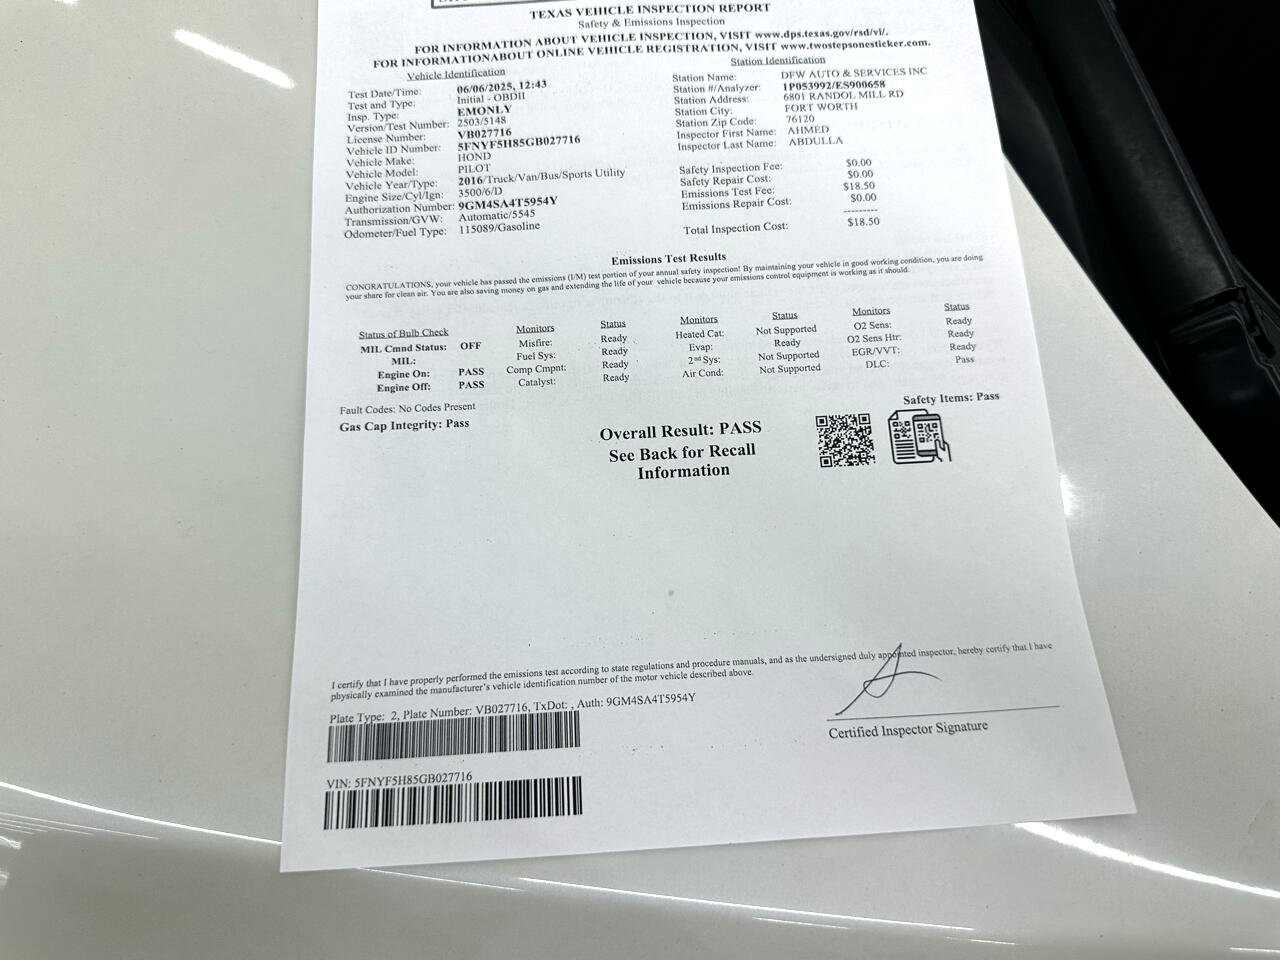 TEXAS VEHICLE INSPECTION REPORT
Safety & Emissions Inspection
FOR INFORMATION ABOUT VEHICLE INSPECTION, VISIT www.dps.texas.gov/rsd/vi/.
FOR INFORMATIONABOUT ONLINE VEHICLE REGISTRATION, VISIT www.twostepsonesticker.com.
Vehicle Identification
Test Date/Time: 06/06/2025, 12:43
Test and Type: Initial - OBDII
Insp. Type: EMONLY
Version/Test Number: 2503/5148
License Number: VB027716
Vehicle ID Number: 5FNYF5H85GB027716
Vehicle Make: HOND
Vehicle Model: PILOT
Vehicle Year/Type: 2016/Truck/Van/Bus/Sports Utility
Engine Size/Cyl/Ign: 3500/6/D
Authorization Number: 9GM4SA4T5954Y
Transmission/GVW: Automatic/5545
Odometer/Fuel Type: 115089/Gasoline
Station Identification
Station Name: DFW AUTO & SERVICES INC
Station #/Analyzer: 1P053992/ES900658
Station Address: 6801 RANDOL MILL RD
Station City: FORT WORTH
Station Zip Code: 76120
Inspector First Name: AHMED
Inspector Last Name: ABDULLA
Safety Inspection Fee: $0.00
Safety Repair Cost: $0.00
Emissions Test Fee: $18.50
Emissions Repair Cost: $0.00
---------
Total Inspection Cost: $18.50
Emissions Test Results
CONGRATULATIONS, your vehicle has passed the emissions (I/M) test portion of your annual safety inspection! By maintaining your vehicle in good working condition, you are doing
your share for clean air. You are also saving money on gas and extending the life of your vehicle because your emissions control equipment is working as it should.
Status of Bulb Check
MIL Cmnd Status: OFF
MIL:
Engine On: PASS
Engine Off: PASS
Monitors Status
Misfire: Ready
Fuel Sys: Ready
Comp Cmpnt: Ready
Catalyst: Ready
Monitors Status
Heated Cat: Not Supported
Evap: Ready
2nd Sys: Not Supported
Air Cond: Not Supported
Monitors Status
O2 Sens: Ready
O2 Sens Htr: Ready
EGR/VVT: Ready
DLC: Pass
Fault Codes: No Codes Present
Gas Cap Integrity: Pass
Safety Items: Pass
Overall Result: PASS
See Back for Recall
Information
I certify that I have properly performed the emissions test according to state regulations and procedure manuals, and as the undersigned duly appointed inspector, hereby certify that I have
physically examined the manufacturer's vehicle identification number of the motor vehicle described above.
Plate Type: 2, Plate Number: VB027716, TxDot: , Auth: 9GM4SA4T5954Y
Certified Inspector Signature
VIN: 5FNYF5H85GB027716